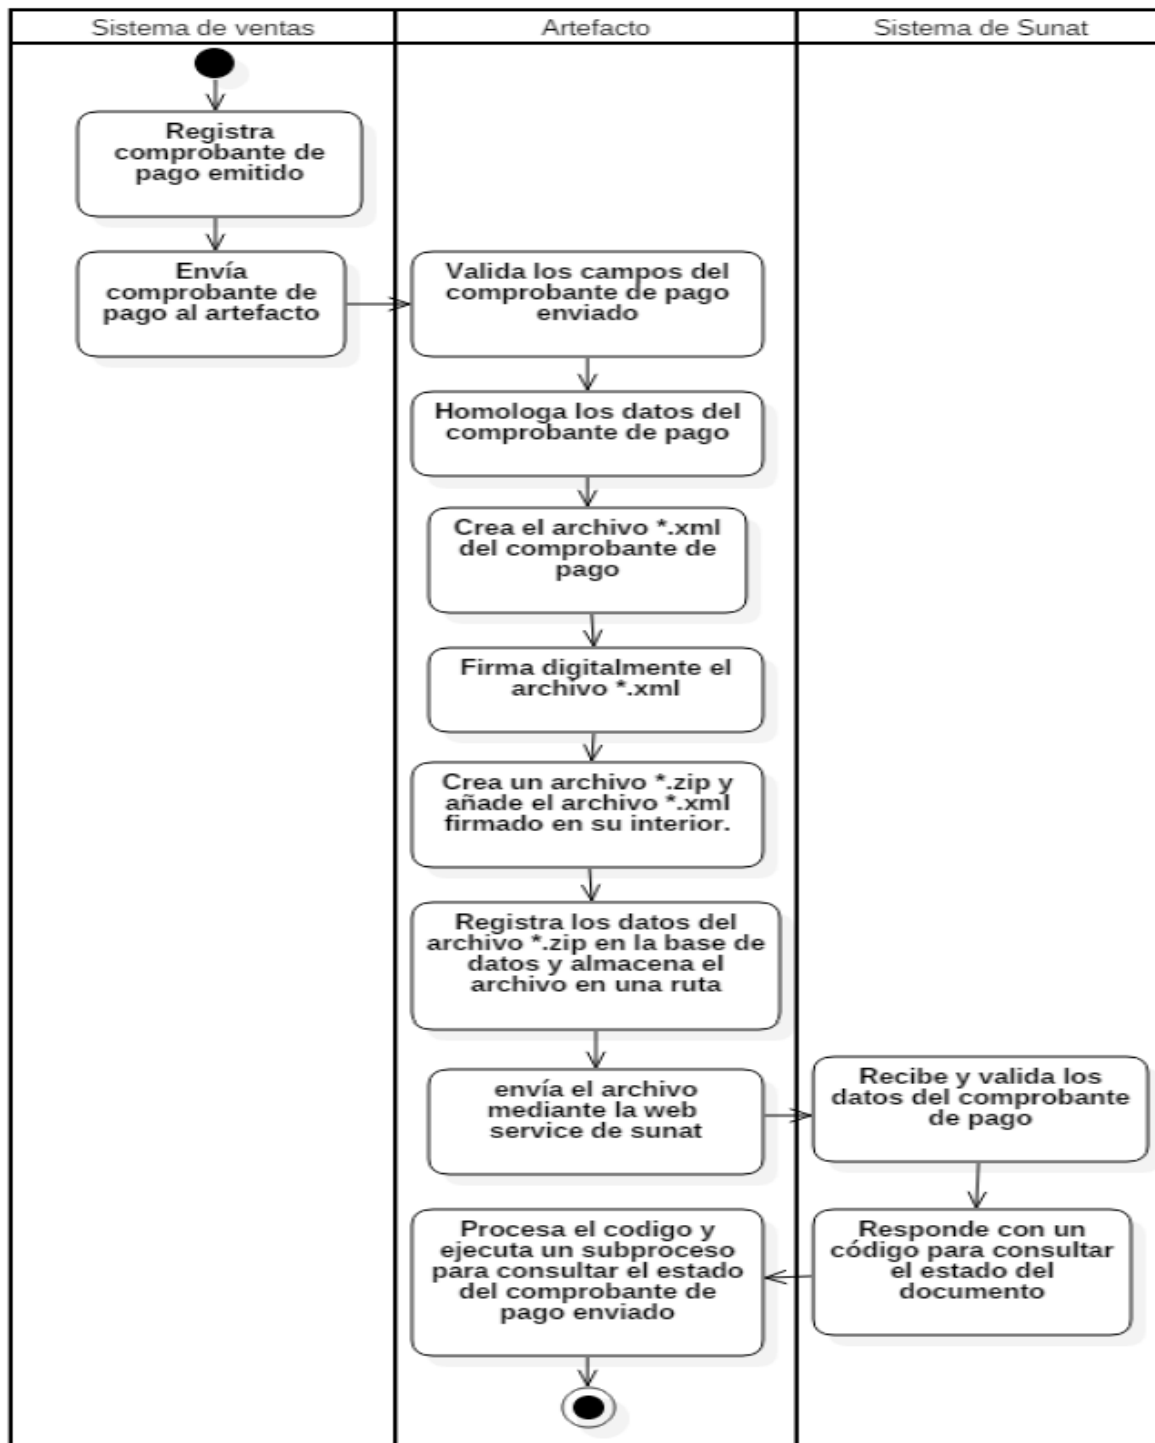 Sistema de ventas
Artefacto
Sistema de Sunat
Registra
comprobante de
pago emitido
Envía
comprobante de
pago al artefacto
Valida los campos del
comprobante de pago
enviado
Homologa los datos del
comprobante de pago
Crea el archivo *.xml
del comprobante de
pago
Firma digitalmente el
archivo *.xml
Crea un archivo *.zip y
añade el archivo *.xml
firmado en su interior.
Registra los datos del
archivo *.zip en la base de
datos y almacena el
archivo en una ruta
envía el archivo
mediante la web
service de sunat
Recibe y valida los
datos del comprobante
de pago
Responde con un
código para consultar
el estado del
documento
Procesa el codigo y
ejecuta un subproceso
para consultar el estado
del comprobante de
pago enviado